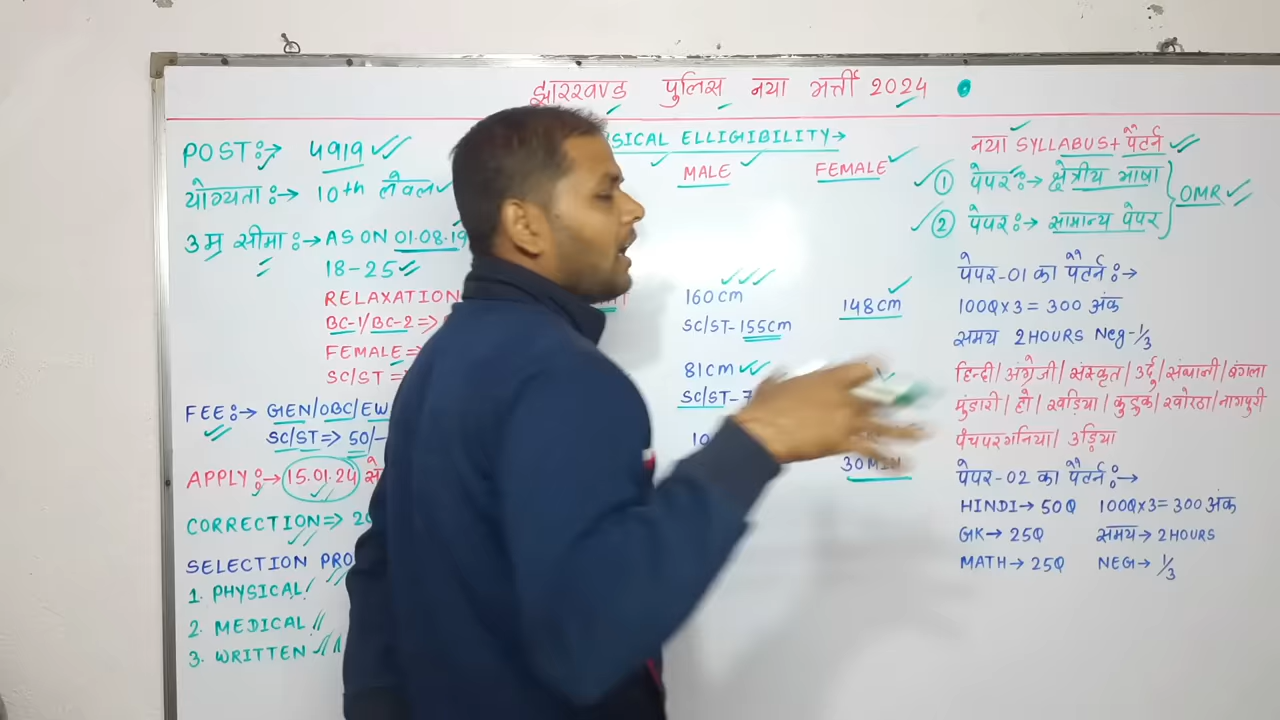 झारखण्ड पुलिस नया भर्ती 2024
POST:→ 4919
योग्यता:→ 10th लेवल
उम्र सीमा:→ AS ON 01.08.19
18-25
RELAXATION
BC-1/BC-2 ⇒
FEMALE ⇒
SC/ST ⇒
FEE:→ GEN/OBC/EW
SC/ST ⇒ 50/-
APPLY:→ 15.01.24 से
CORRECTION ⇒ 20
SELECTION PRO
1. PHYSICAL
2. MEDICAL
3. WRITTEN
SICAL ELLIGIBILITY→
MALE FEMALE
160cm 148cm
SC/ST-155cm
81cm
SC/ST-7
10
30 MIN
नया SYLLABUS + पैटर्न
① पेपर:→ क्षेत्रीय भाषा
② पेपर:→ सामान्य पेपर
OMR
पेपर-01 का पैटर्न:→
100Q×3=300 अंक
समय 2HOURS Neg-1/3
हिन्दी/अंग्रेजी/संस्कृत/उर्दू/संथाली/बंगला
मुंडारी/हो/खड़िया/कुडुक/खोरठा/नागपुरी
पंचपरगनिया/उड़िया
पेपर-02 का पैटर्न:→
HINDI→50Q 100Q×3=300 अंक
GK→25Q समय→2HOURS
MATH→25Q NEG→1/3